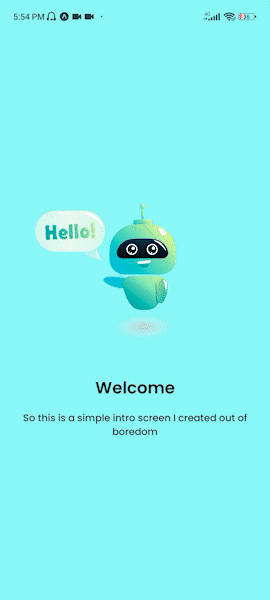 5:54 PM
Hello!
Welcome
So this is a simple intro screen I created out of
boredom